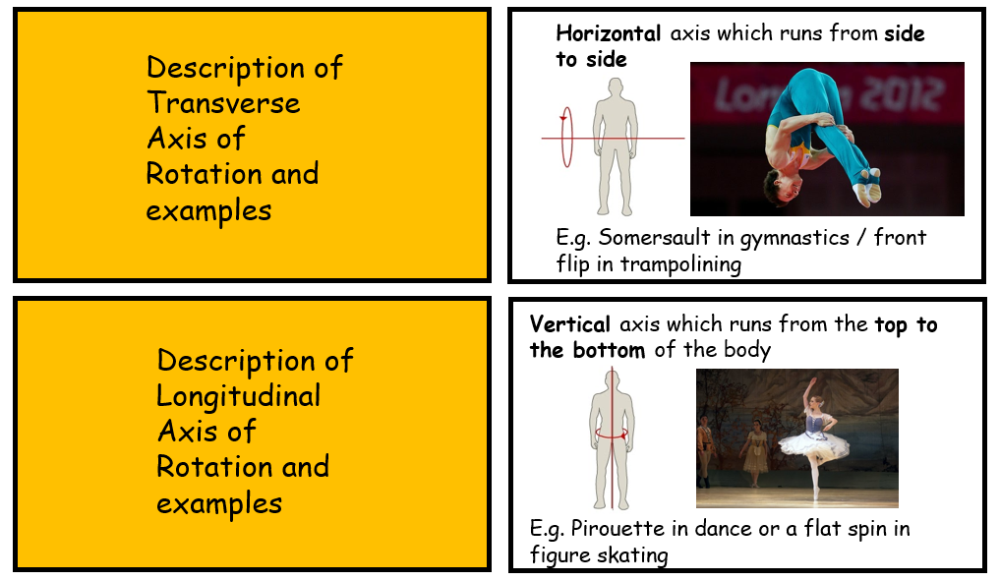 Description of
Transverse
Axis of
Rotation and
examples
Horizontal axis which runs from side
to side
London 2012
E.g. Somersault in gymnastics / front
flip in trampolining
Description of
Longitudinal
Axis of
Rotation and
examples
Vertical axis which runs from the top to
the bottom of the body
E.g. Pirouette in dance or a flat spin in
figure skating